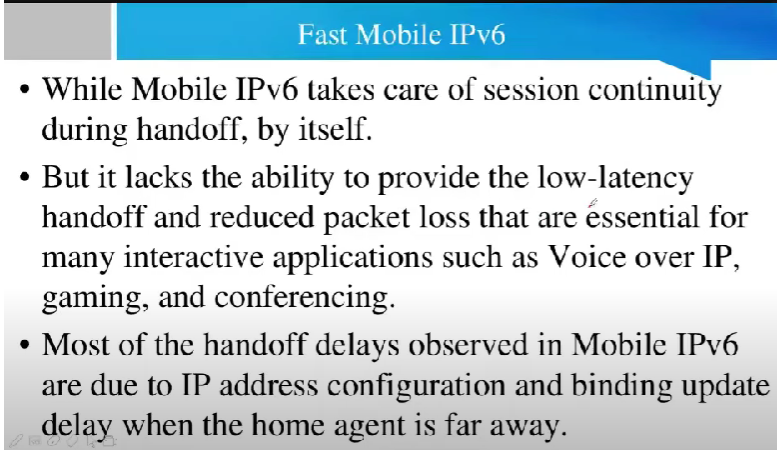 Fast Mobile IPv6
• While Mobile IPv6 takes care of session continuity
during handoff, by itself.
• But it lacks the ability to provide the low-latency
handoff and reduced packet loss that are essential for
many interactive applications such as Voice over IP,
gaming, and conferencing.
• Most of the handoff delays observed in Mobile IPv6
are due to IP address configuration and binding update
delay when the home agent is far away.